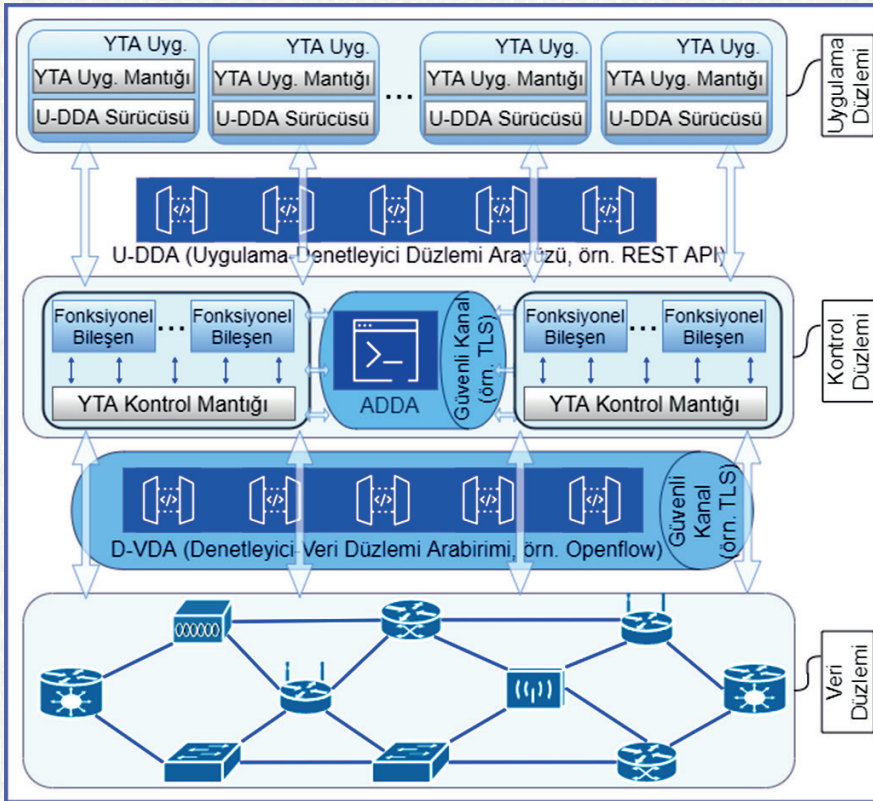 YTA Uyg.
YTA Uyg. Mantığı
U-DDA Sürücüsü
YTA Uyg.
YTA Uyg. Mantığı
U-DDA Sürücüsü
...
YTA Uyg.
YTA Uyg. Mantığı
U-DDA Sürücüsü
YTA Uyg.
YTA Uyg. Mantığı
U-DDA Sürücüsü
Uygulama
Düzlemi
</> </> </> </> </>
U-DDA (Uygulama-Denetleyici Düzlemi Arayüzü, örn. REST API)
Fonksiyonel
Bileşen
...
Fonksiyonel
Bileşen
YTA Kontrol Mantığı
ADDA
Güvenli Kanal
(örn. TLS)
Fonksiyonel
Bileşen
...
Fonksiyonel
Bileşen
YTA Kontrol Mantığı
Kontrol
Düzlemi
</> </> </> </> </>
D-VDA (Denetleyici-Veri Düzlemi Arabirimi, örn. Openflow)
Güvenli
Kanal
(örn. TLS)
Veri
Düzlemi